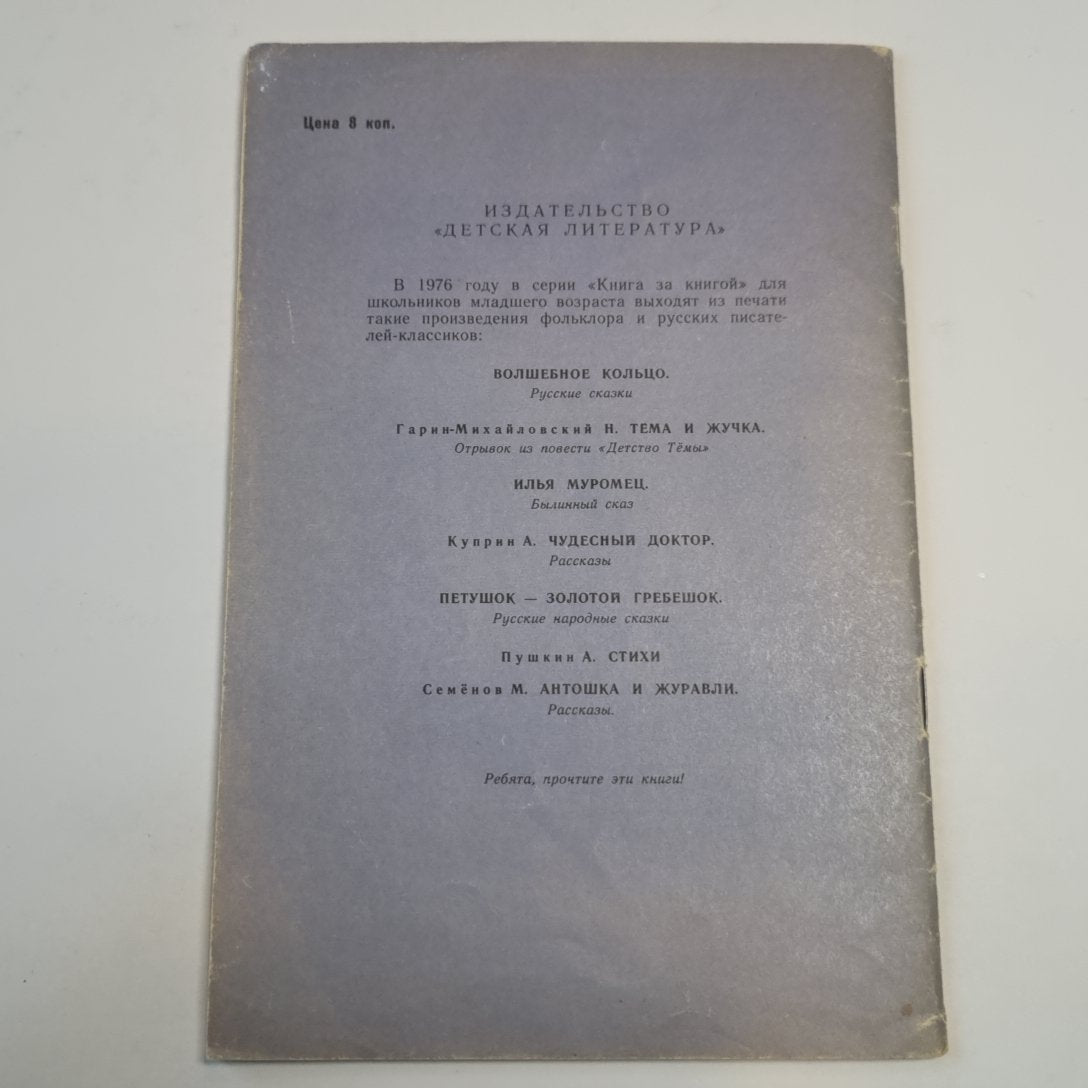 Цена 8 коп.
ИЗДАТЕЛЬСТВО
«ДЕТСКАЯ ЛИТЕРАТУРА»
В 1976 году в серии «Книга за книгой» для
школьников младшего возраста выходят из печати
такие произведения фольклора и русских писате-
лей-классиков:
ВОЛШЕБНОЕ КОЛЬЦО.
Русские сказки
Гарин-Михайловский Н. ТЕМА И ЖУЧКА.
Отрывок из повести «Детство Тёмы»
ИЛЬЯ МУРОМЕЦ.
Былинный сказ
Куприн А. ЧУДЕСНЫЙ ДОКТОР.
Рассказы
ПЕТУШОК — ЗОЛОТОЙ ГРЕБЕШОК.
Русские народные сказки
Пушкин А. СТИХИ
Семёнов М. АНТОШКА И ЖУРАВЛИ.
Рассказы.
Ребята, прочтите эти книги!